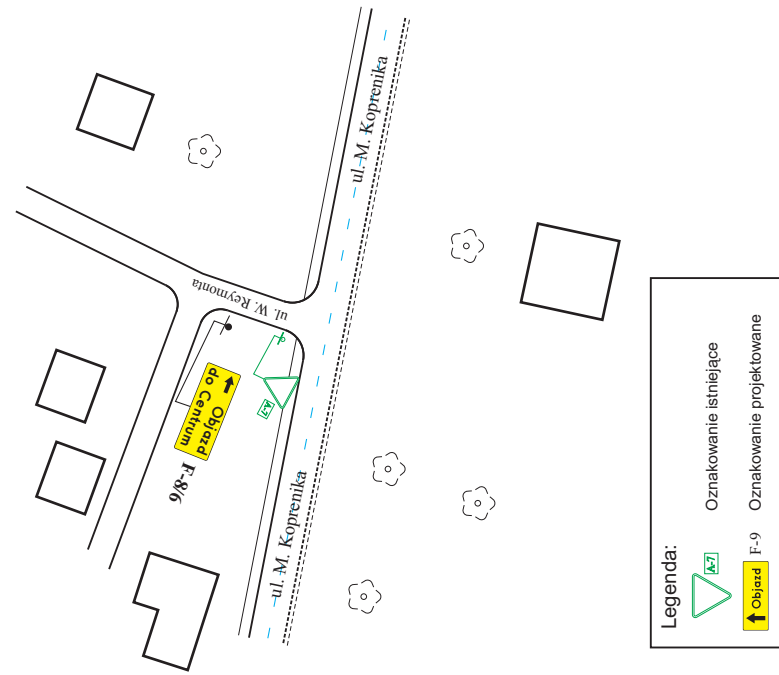 ul. M. Koprenika
ul. W. Reymonta
A-7
Objazd
do Centrum
F-8/6
ul. M. Koprenika
Legenda:
A-7
Oznakowanie istniejące
Objazd
F-9
Oznakowanie projektowane